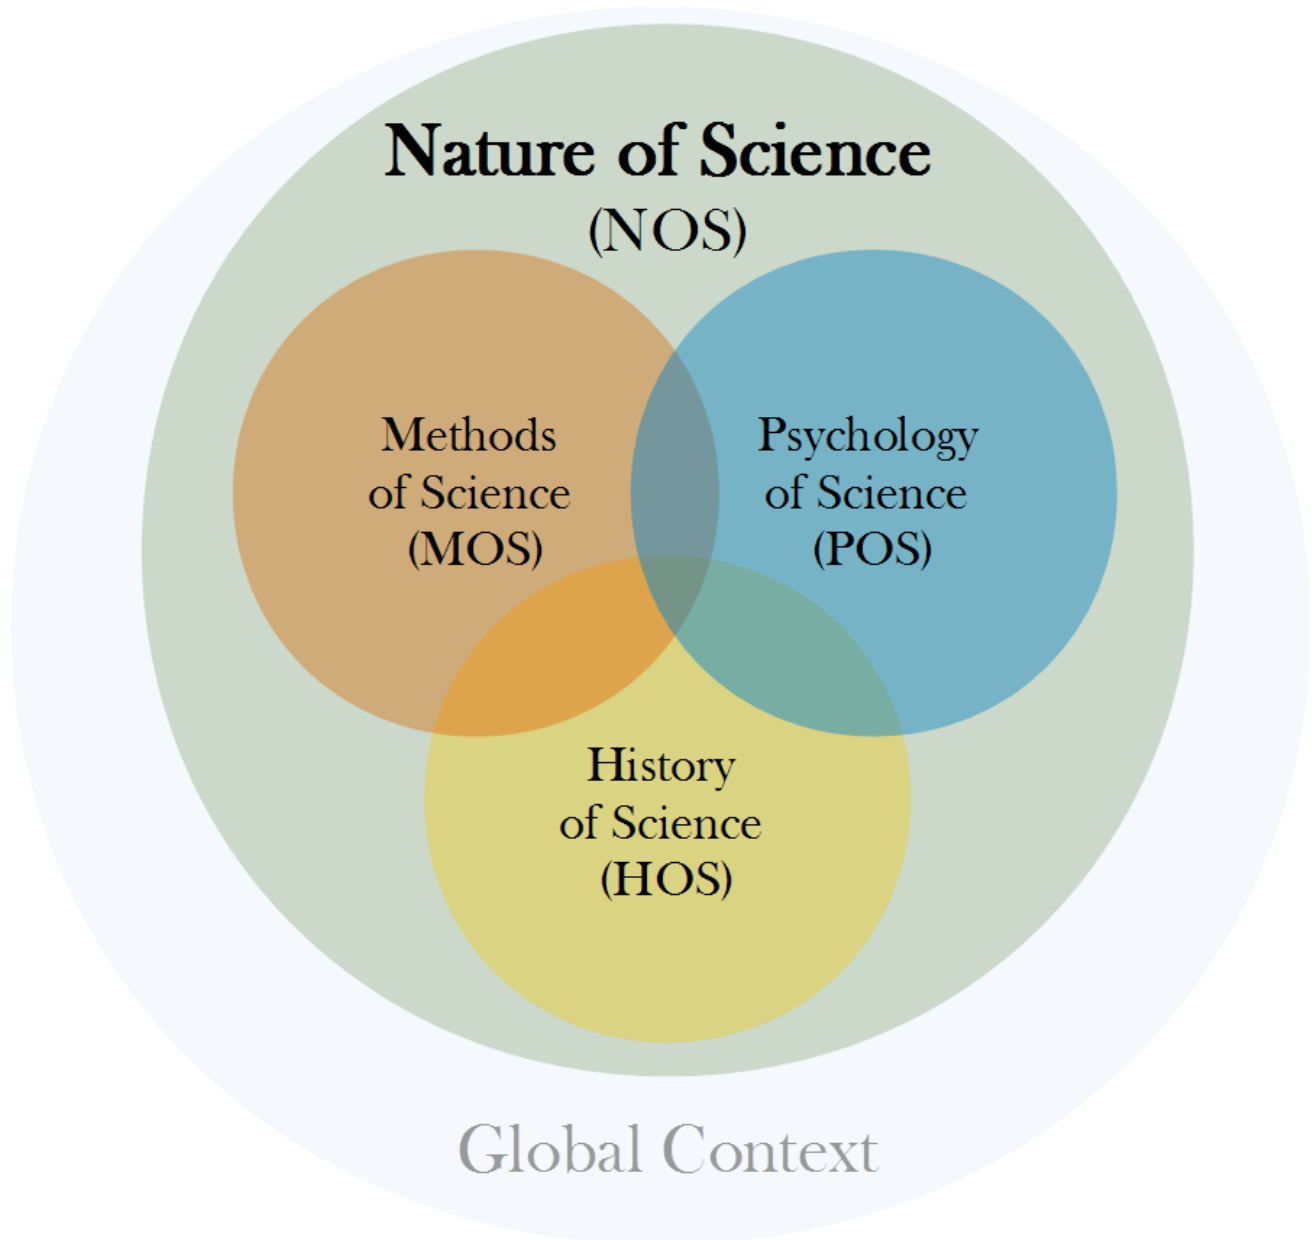 Nature of Science
(NOS)
Methods
of Science
(MOS)
Psychology
of Science
(POS)
History
of Science
(HOS)
Global Context